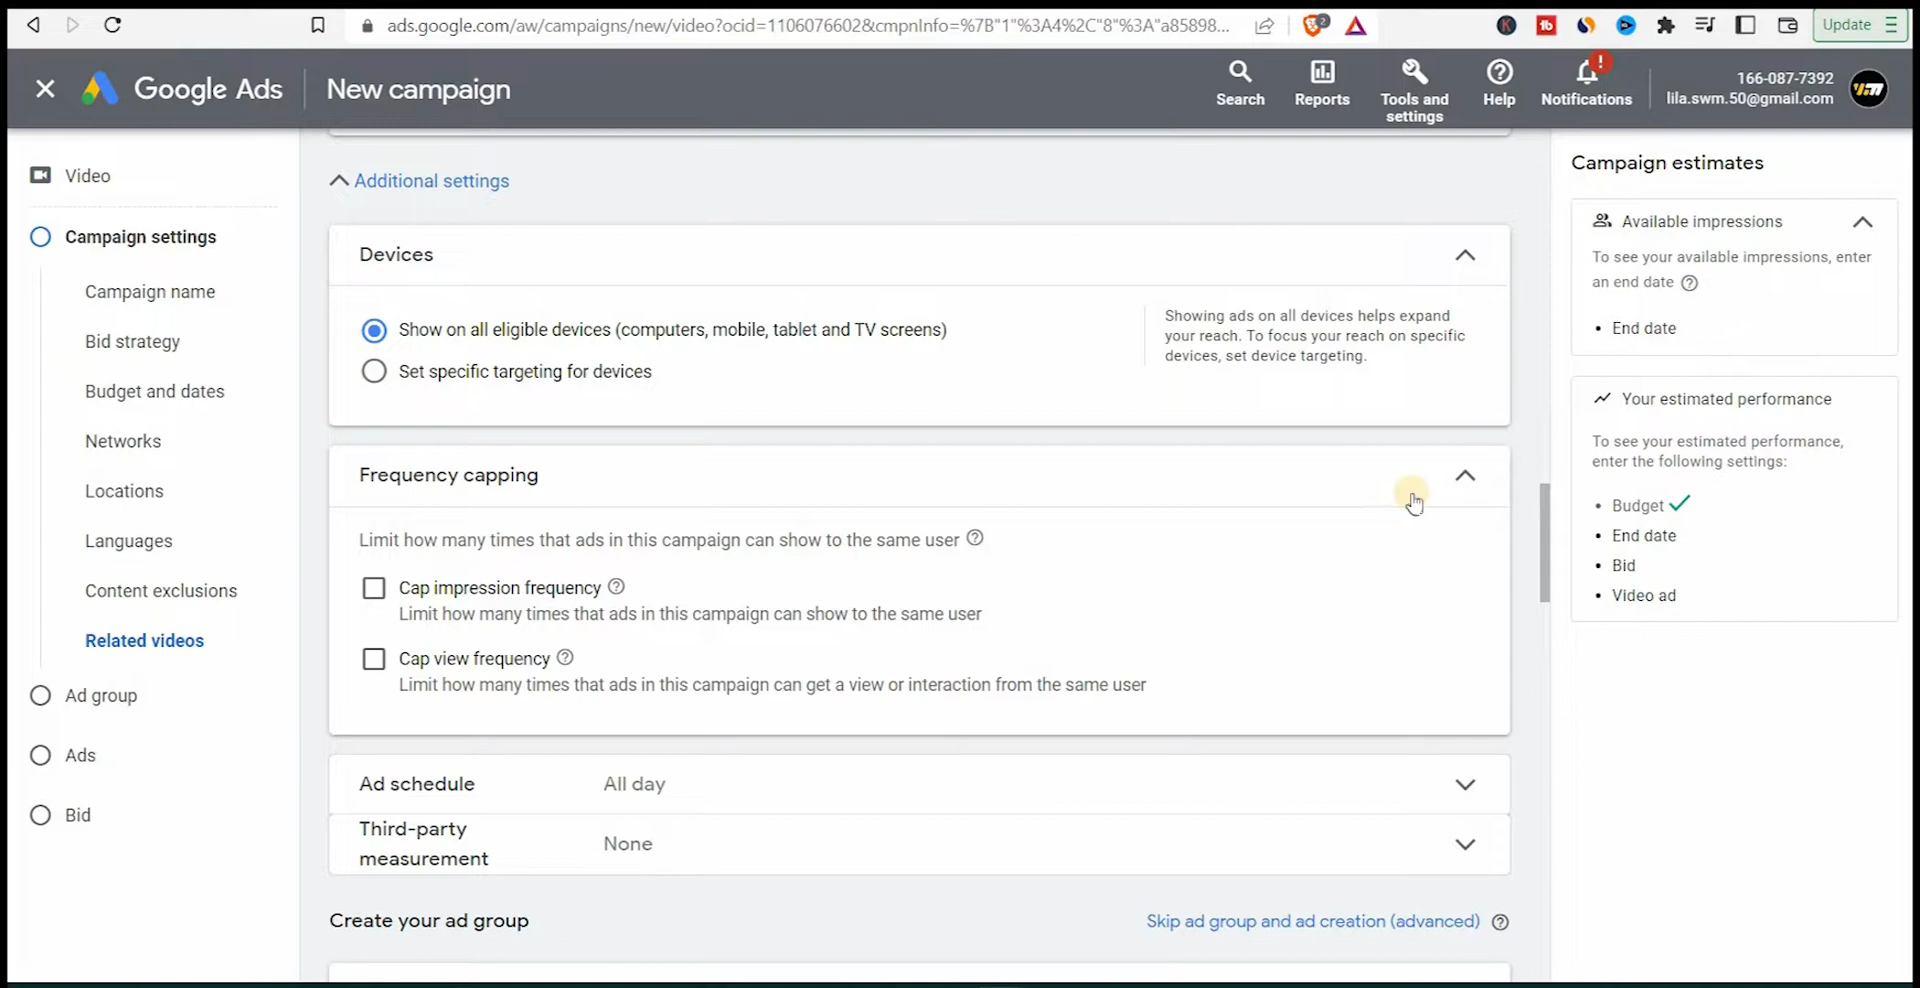 ads.google.com/aw/campaigns/new/video?ocid=1106076602&cmpnInfo=%7B"1"%3A4%2C"8"%3A"a85898...
2
K
tb
Update
Google Ads
New campaign
Search
Reports
Tools and settings
Help
!
Notifications
166-087-7392
lila.swm.50@gmail.com
Video
Campaign settings
Campaign name
Bid strategy
Budget and dates
Networks
Locations
Languages
Content exclusions
Related videos
Ad group
Ads
Bid
Additional settings
Devices
Show on all eligible devices (computers, mobile, tablet and TV screens)
Set specific targeting for devices
Showing ads on all devices helps expand
your reach. To focus your reach on specific
devices, set device targeting.
Frequency capping
Limit how many times that ads in this campaign can show to the same user
Cap impression frequency
Limit how many times that ads in this campaign can show to the same user
Cap view frequency
Limit how many times that ads in this campaign can get a view or interaction from the same user
Ad schedule
All day
Third-party
measurement
None
Create your ad group
Skip ad group and ad creation (advanced)
Campaign estimates
Available impressions
To see your available impressions, enter
an end date
• End date
Your estimated performance
To see your estimated performance,
enter the following settings:
• Budget
• End date
• Bid
• Video ad